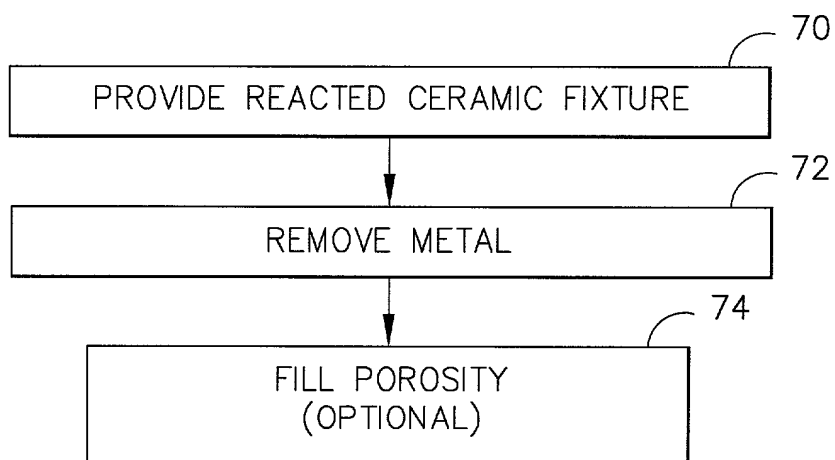 70
PROVIDE REACTED CERAMIC FIXTURE
72
REMOVE METAL
74
FILL POROSITY
(OPTIONAL)